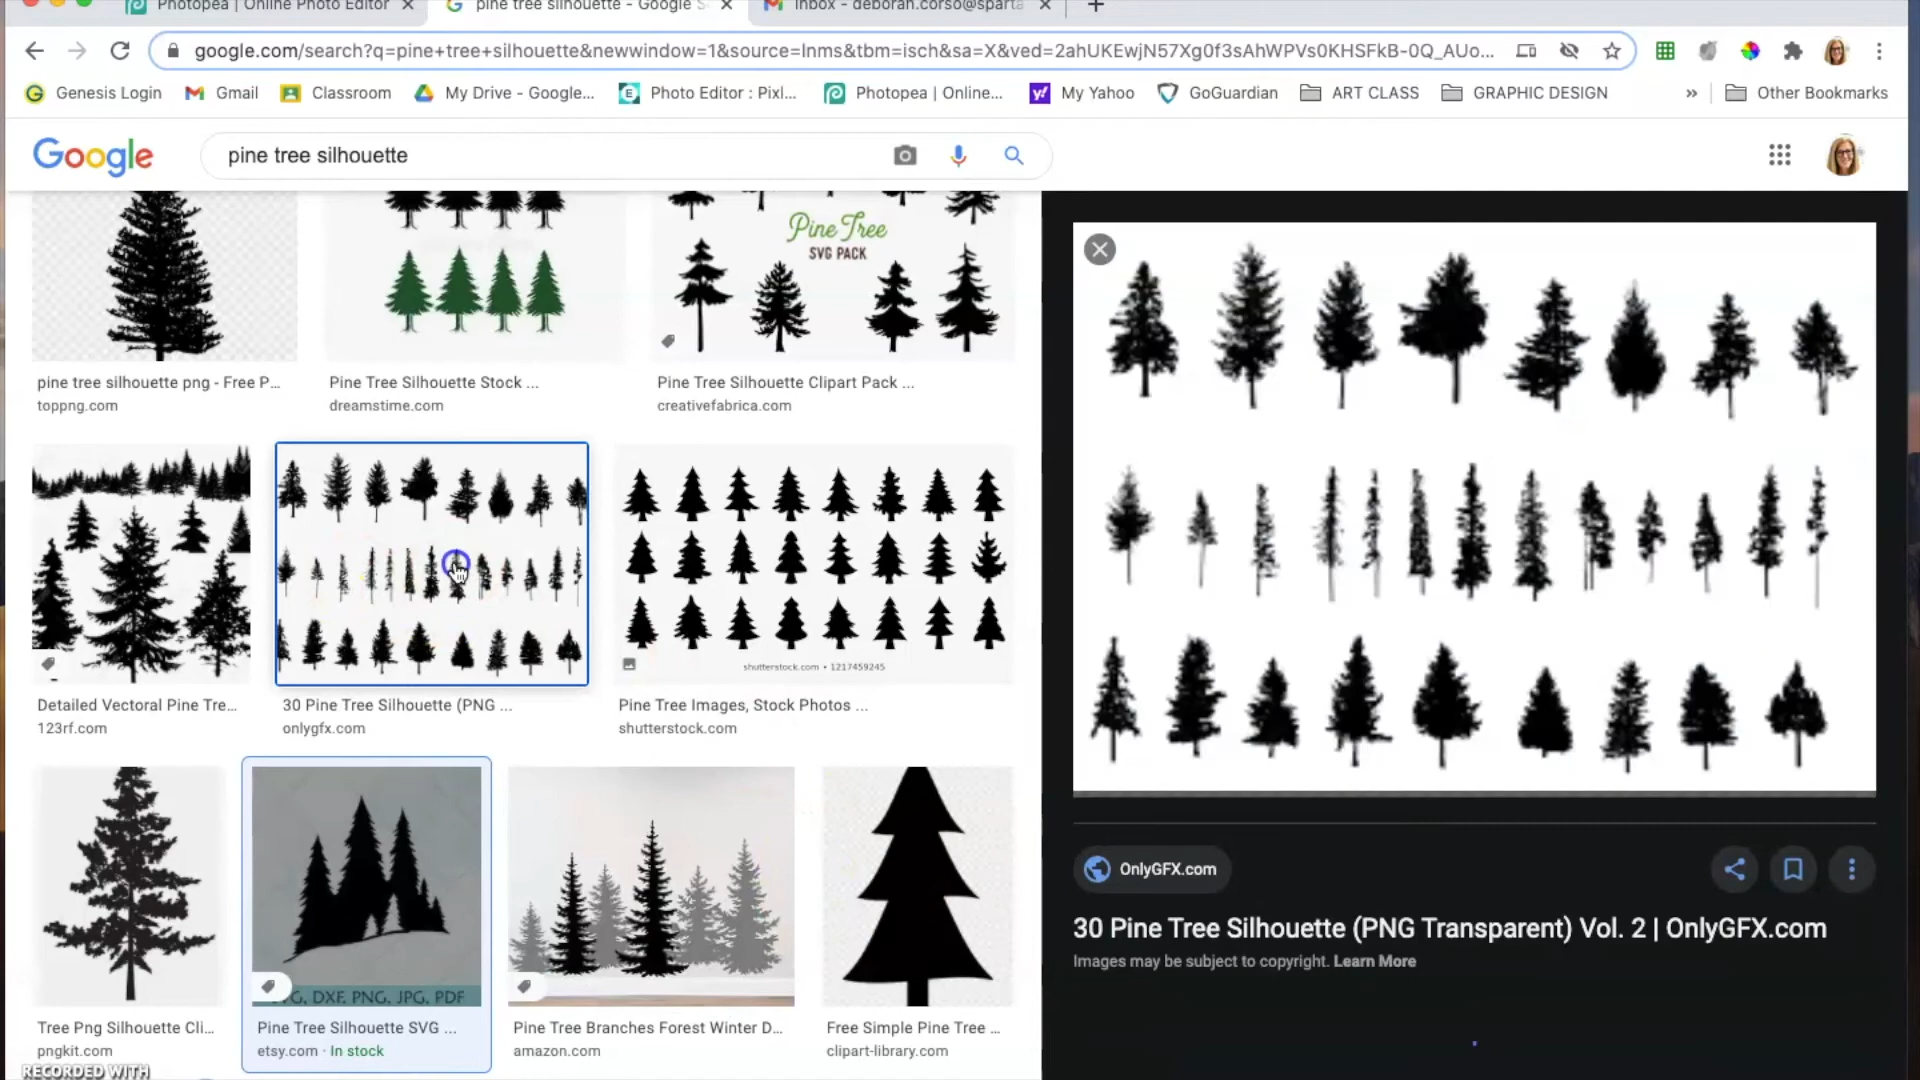 Photopea | Online Photo Editor
pine tree silhouette - Google S
Inbox - deborah.corso@sparta
google.com/search?q=pine+tree+silhouette&newwindow=1&source=lnms&tbm=isch&sa=X&ved=2ahUKEwjN57Xg0f3sAhWPVs0KHSFkB-0Q_AUo...
Genesis Login
Gmail
Classroom
My Drive - Google...
Photo Editor : Pixl...
Photopea | Online...
My Yahoo
GoGuardian
ART CLASS
GRAPHIC DESIGN
»
Other Bookmarks
Google
pine tree silhouette
Pine Tree
SVG PACK
pine tree silhouette png - Free P...
toppng.com
Pine Tree Silhouette Stock ...
dreamstime.com
Pine Tree Silhouette Clipart Pack ...
creativefabrica.com
shutterstock.com • 1217459245
Detailed Vectoral Pine Tre...
123rf.com
30 Pine Tree Silhouette (PNG ...
onlygfx.com
Pine Tree Images, Stock Photos ...
shutterstock.com
G, DXF, PNG, JPG, PDF
Tree Png Silhouette Cli...
pngkit.com
Pine Tree Silhouette SVG ...
etsy.com · In stock
Pine Tree Branches Forest Winter D...
amazon.com
Free Simple Pine Tree ...
clipart-library.com
OnlyGFX.com
30 Pine Tree Silhouette (PNG Transparent) Vol. 2 | OnlyGFX.com
Images may be subject to copyright. Learn More
RECORDED WITH